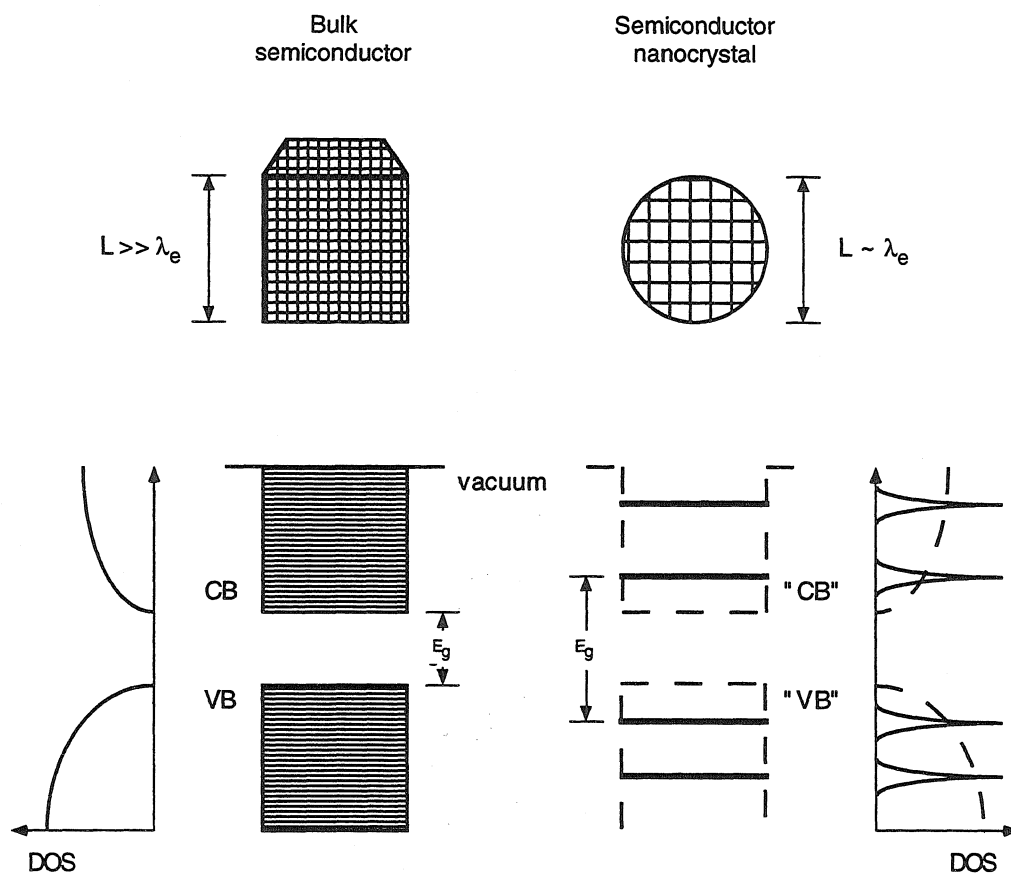 Bulk
semiconductor
Semiconductor
nanocrystal
L >> λe
L ~ λe
vacuum
CB
"CB"
Eg
Eg
VB
"VB"
DOS
DOS